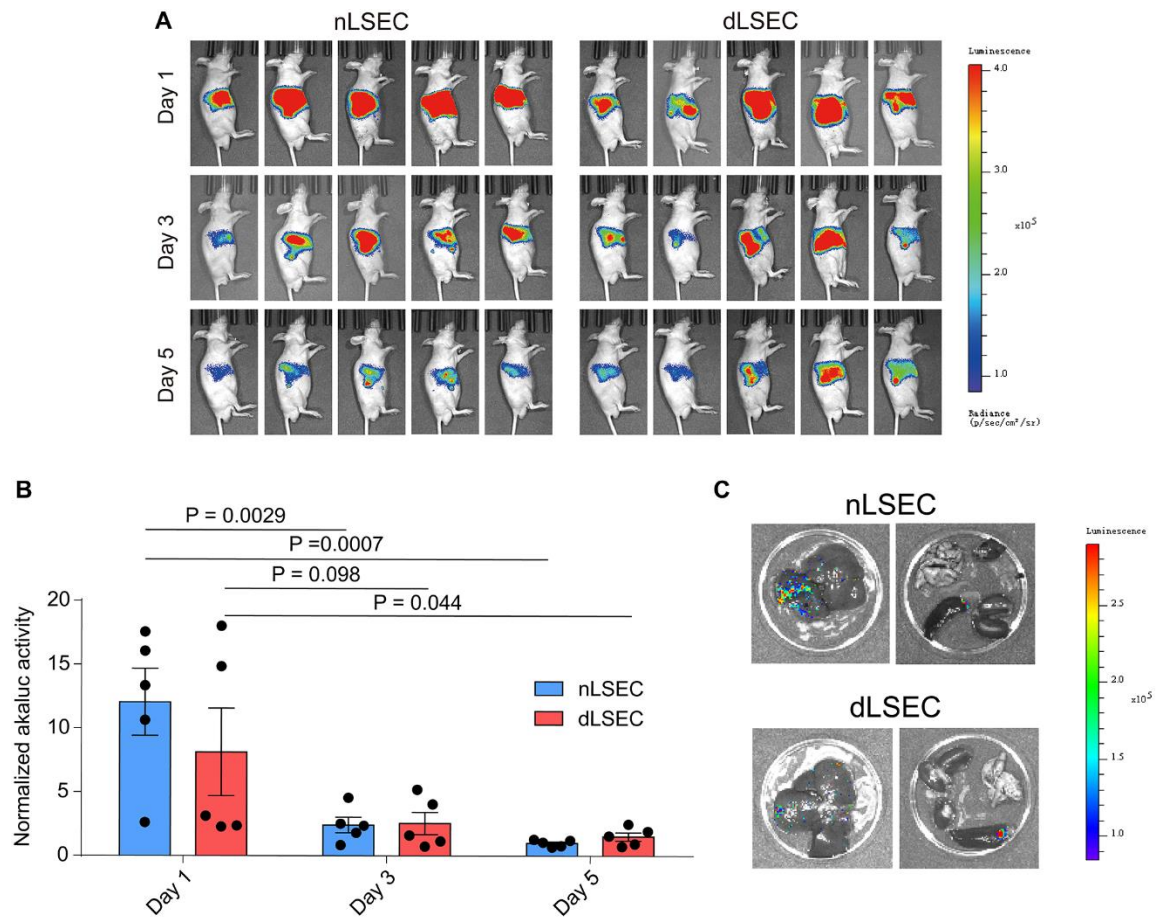 A
nLSEC
dLSEC
Day 1
Day 3
Day 5
Luminescence
4.0
3.0
x10⁵
2.0
1.0
Radiance
(p/sec/cm²/sr)
B
P = 0.0029
P =0.0007
P = 0.098
P = 0.044
Normalized akaluc activity
20
15
10
5
0
Day 1
Day 3
Day 5
nLSEC
dLSEC
C
nLSEC
dLSEC
Luminescence
2.5
2.0
x10⁵
1.5
1.0